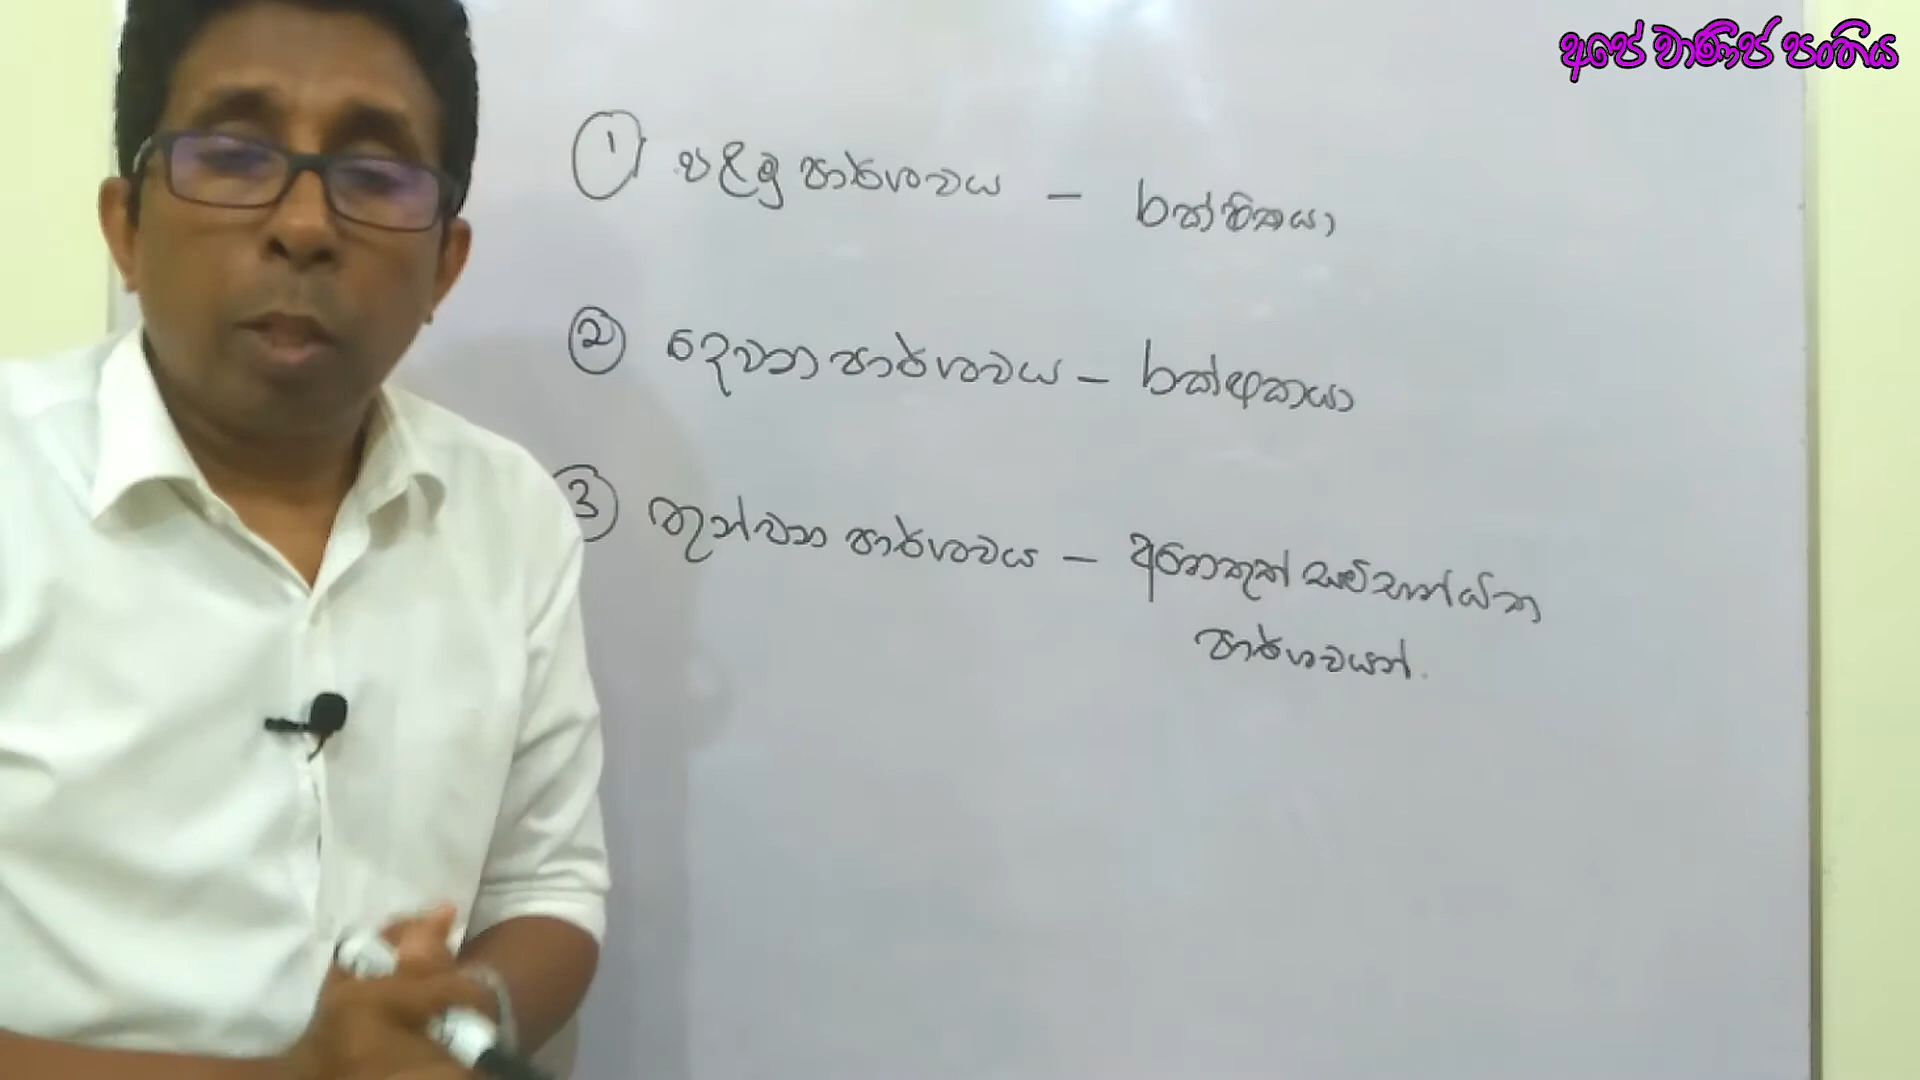 අපේ වාණිජ පංතිය
① පළමු පාර්ශවය - රක්ෂිතයා
② දෙවන පාර්ශවය - රක්ෂකයා
③ තුන්වන පාර්ශවය - අනෙකුත් සම්බන්ධිත
පාර්ශවයන්.